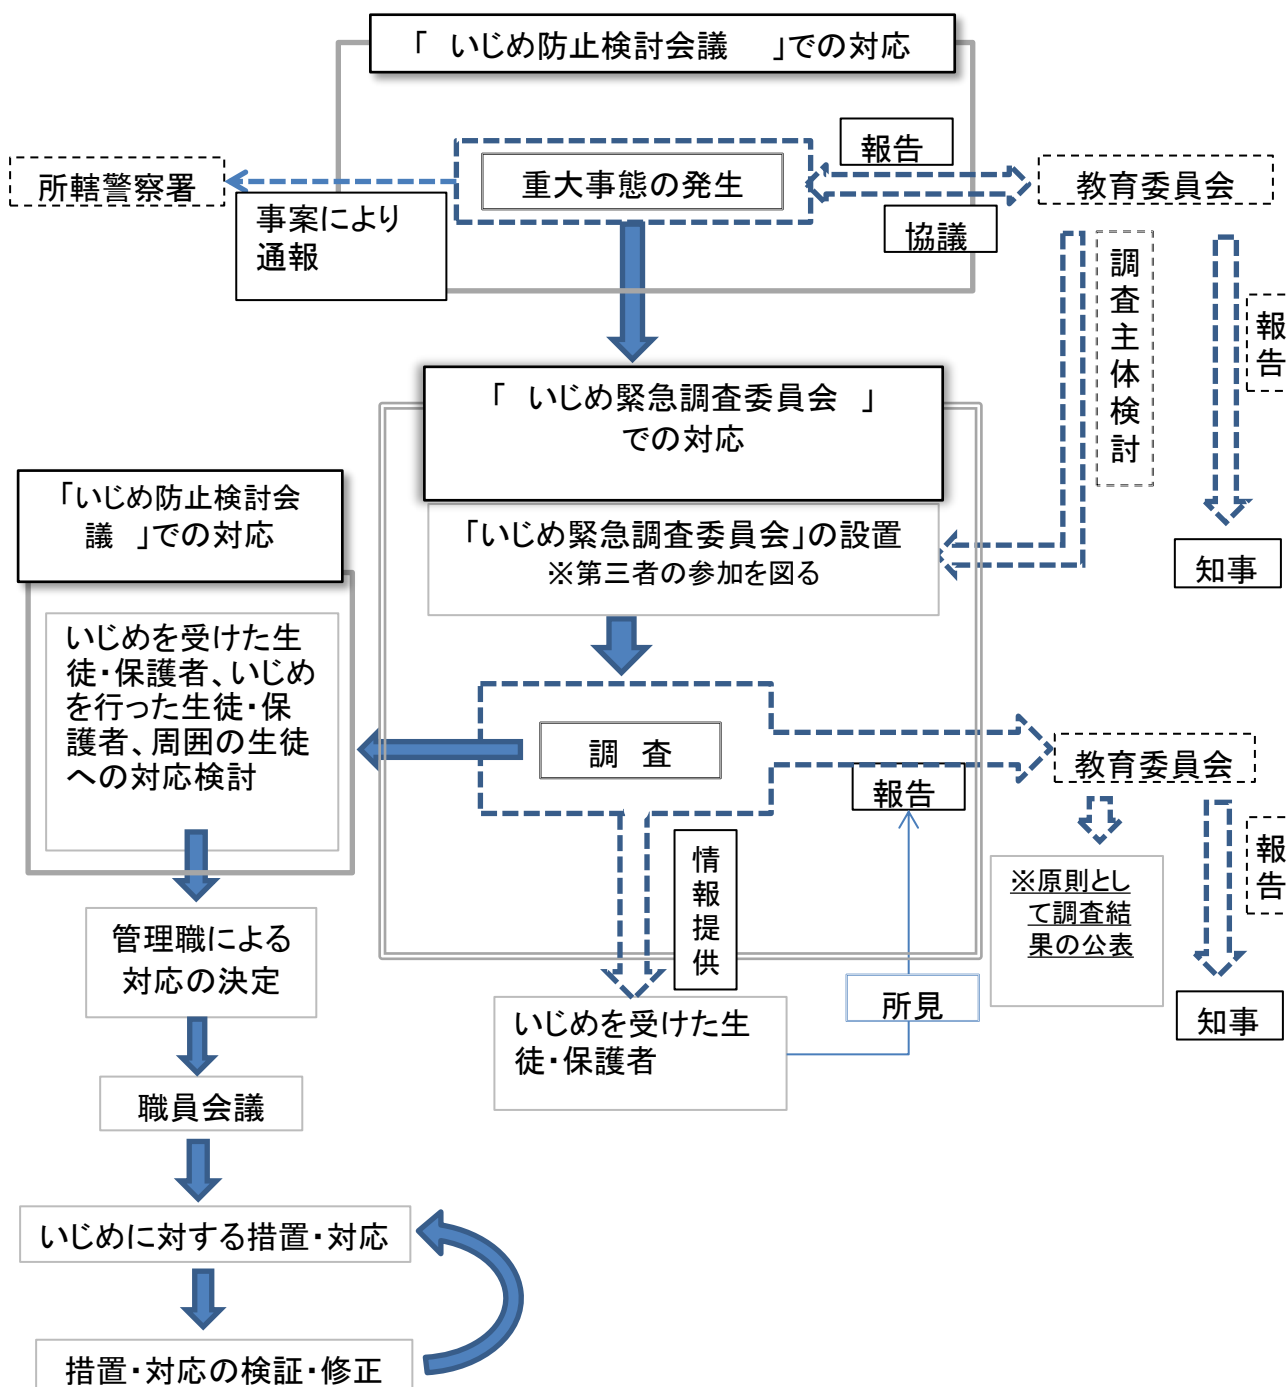 「 いじめ防止検討会議 」での対応
報告
所轄警察署
重大事態の発生
教育委員会
事案により
通報
協議
調査主体検討
報告
「 いじめ緊急調査委員会 」
での対応
「いじめ防止検討会
議 」での対応
「いじめ緊急調査委員会」の設置
※第三者の参加を図る
知事
いじめを受けた生
徒・保護者、いじめ
を行った生徒・保
護者、周囲の生徒
への対応検討
調 査
教育委員会
報告
情報提供
報告
※原則とし
て調査結
果の公表
管理職による
対応の決定
所見
知事
いじめを受けた生
徒・保護者
職員会議
いじめに対する措置・対応
措置・対応の検証・修正